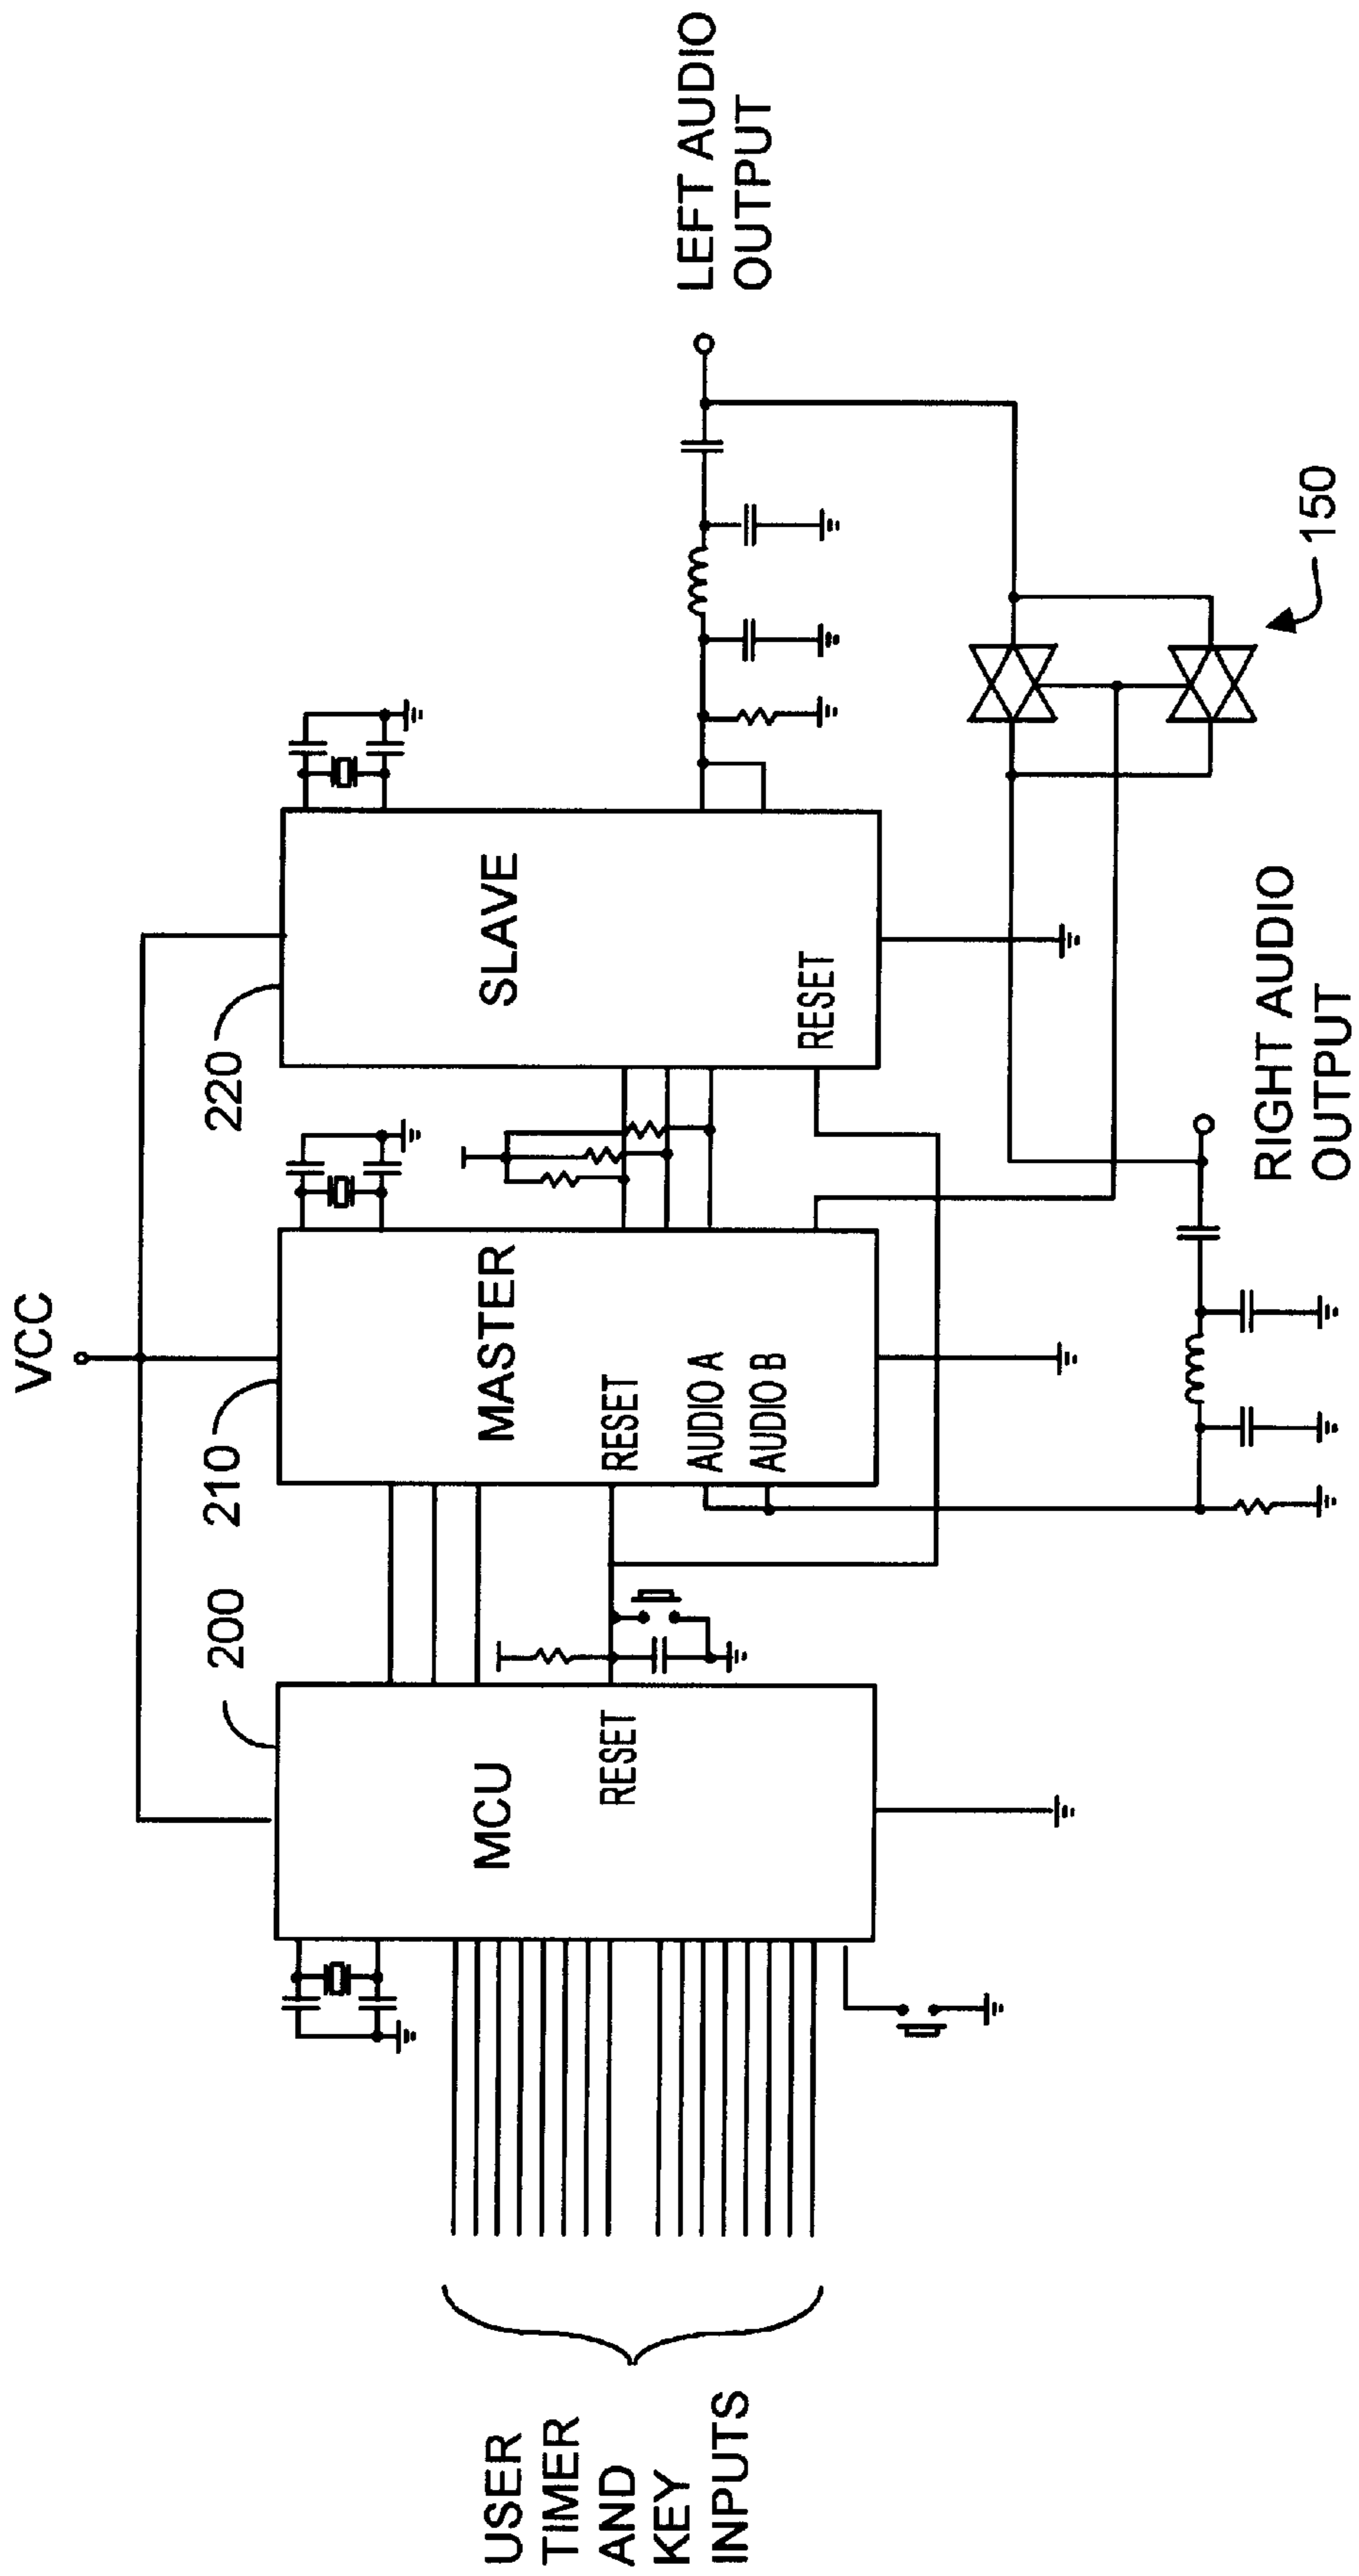 VCC
200
210
220
MCU
RESET
MASTER
RESET
AUDIO A
AUDIO B
SLAVE
RESET
USER
TIMER
AND
KEY
INPUTS
LEFT AUDIO
OUTPUT
150
RIGHT AUDIO
OUTPUT